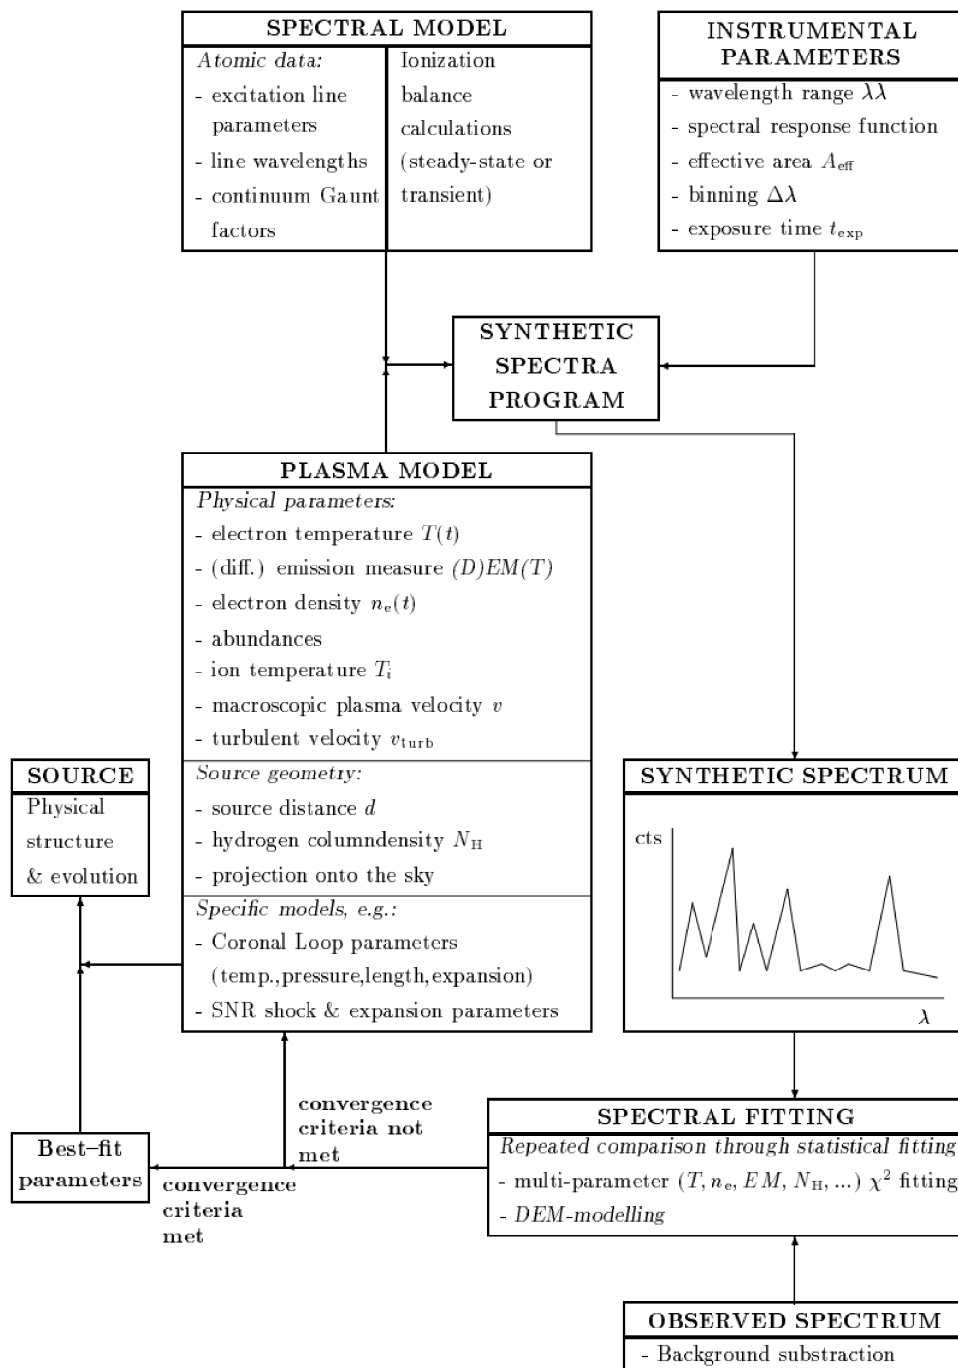 SPECTRAL MODEL
Atomic data:
- excitation line
parameters
- line wavelengths
- continuum Gaunt
factors
Ionization
balance
calculations
(steady-state or
transient)
INSTRUMENTAL
PARAMETERS
- wavelength range λλ
- spectral response function
- effective area A_eff
- binning Δλ
- exposure time t_exp
SYNTHETIC
SPECTRA
PROGRAM
PLASMA MODEL
Physical parameters:
- electron temperature T(t)
- (diff.) emission measure (D)EM(T)
- electron density n_e(t)
- abundances
- ion temperature T_i
- macroscopic plasma velocity v
- turbulent velocity v_turb
Source geometry:
- source distance d
- hydrogen columndensity N_H
- projection onto the sky
Specific models, e.g.:
- Coronal Loop parameters
(temp.,pressure,length,expansion)
- SNR shock & expansion parameters
SOURCE
Physical
structure
& evolution
SYNTHETIC SPECTRUM
cts
λ
convergence
criteria not
met
SPECTRAL FITTING
Repeated comparison through statistical fitting
- multi-parameter (T, n_e, EM, N_H, ...) χ² fitting
- DEM-modelling
Best–fit
parameters
convergence
criteria
met
OBSERVED SPECTRUM
- Background substraction